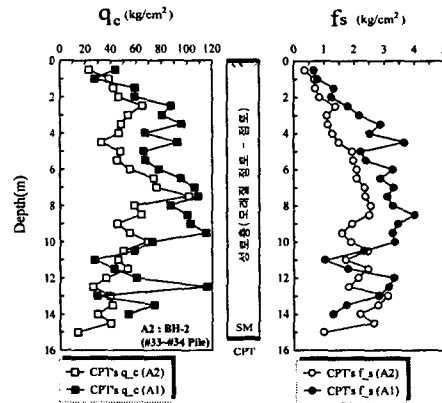 q_c (kg/cm²)
f_s (kg/cm²)
0 20 40 60 80 100 120
0 1 2 3 4 5
Depth(m)
0
2
4
6
8
10
12
14
16
0
2
4
6
8
10
12
14
16
A2 : BH-2
(#33~#34 Pile)
SM
CPT
CPT's q_c (A2)
CPT's q_c (A1)
CPT's f_s (A2)
CPT's f_s (A1)